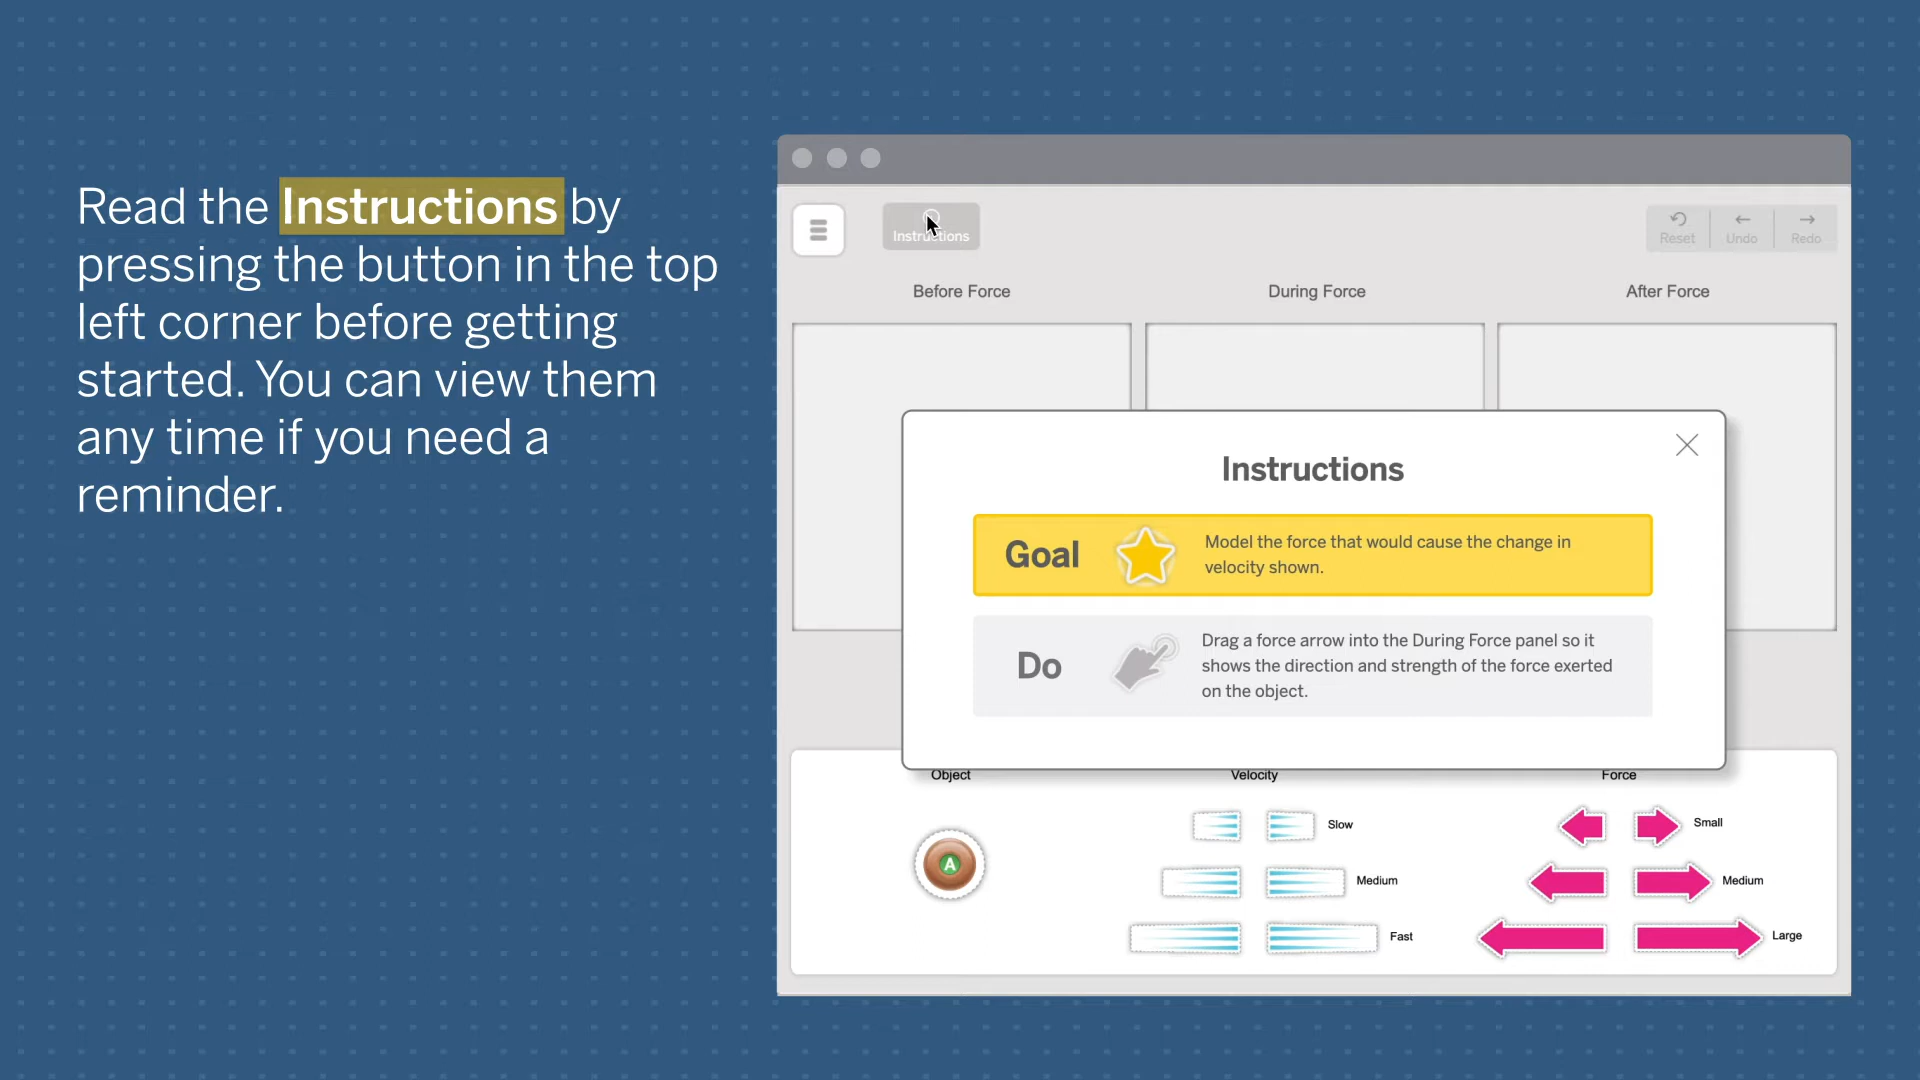 Read the Instructions by
pressing the button in the top
left corner before getting
started. You can view them
any time if you need a
reminder.
Instructions
Reset
Undo
Redo
Before Force
During Force
After Force
Instructions
Goal
Model the force that would cause the change in
velocity shown.
Do
Drag a force arrow into the During Force panel so it
shows the direction and strength of the force exerted
on the object.
Object
Velocity
Force
A
Slow
Medium
Fast
Small
Medium
Large